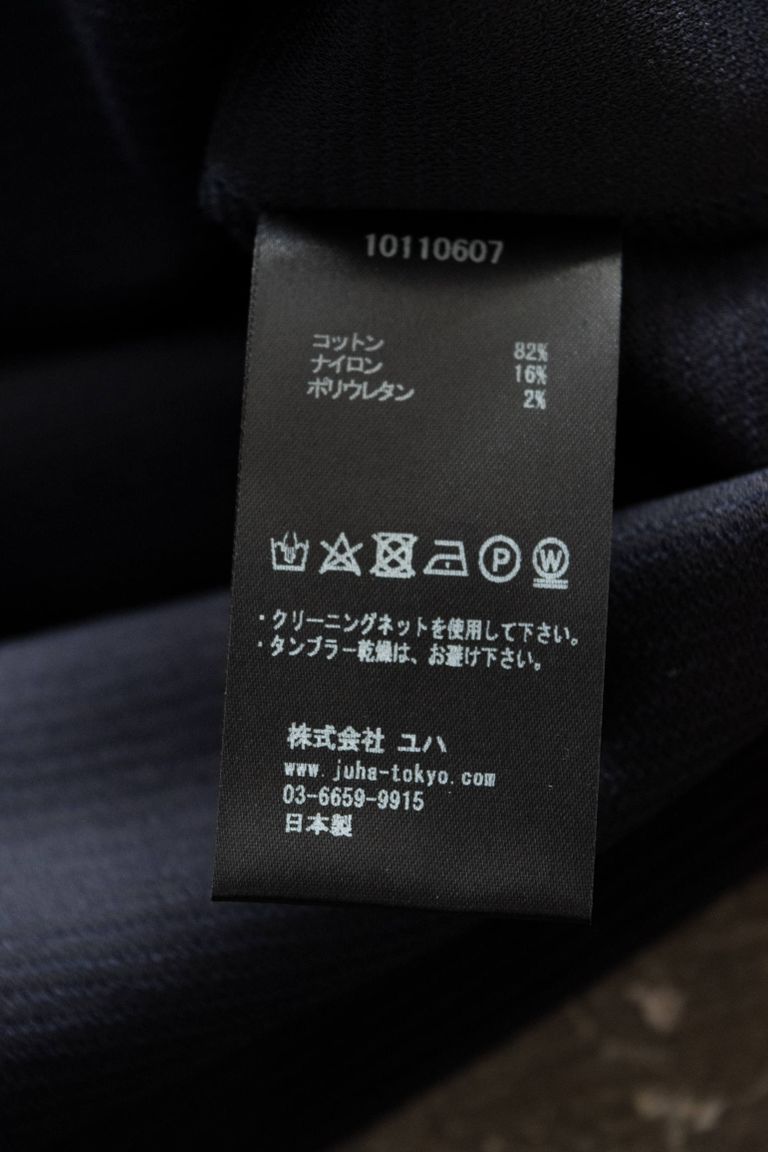 10110607
コットン 82%
ナイロン 16%
ポリウレタン 2%
P W
・クリーニングネットを使用して下さい。
・タンブラー乾燥は、お避け下さい。
株式会社 ユハ
www.juha-tokyo.com
03-6659-9915
日本製